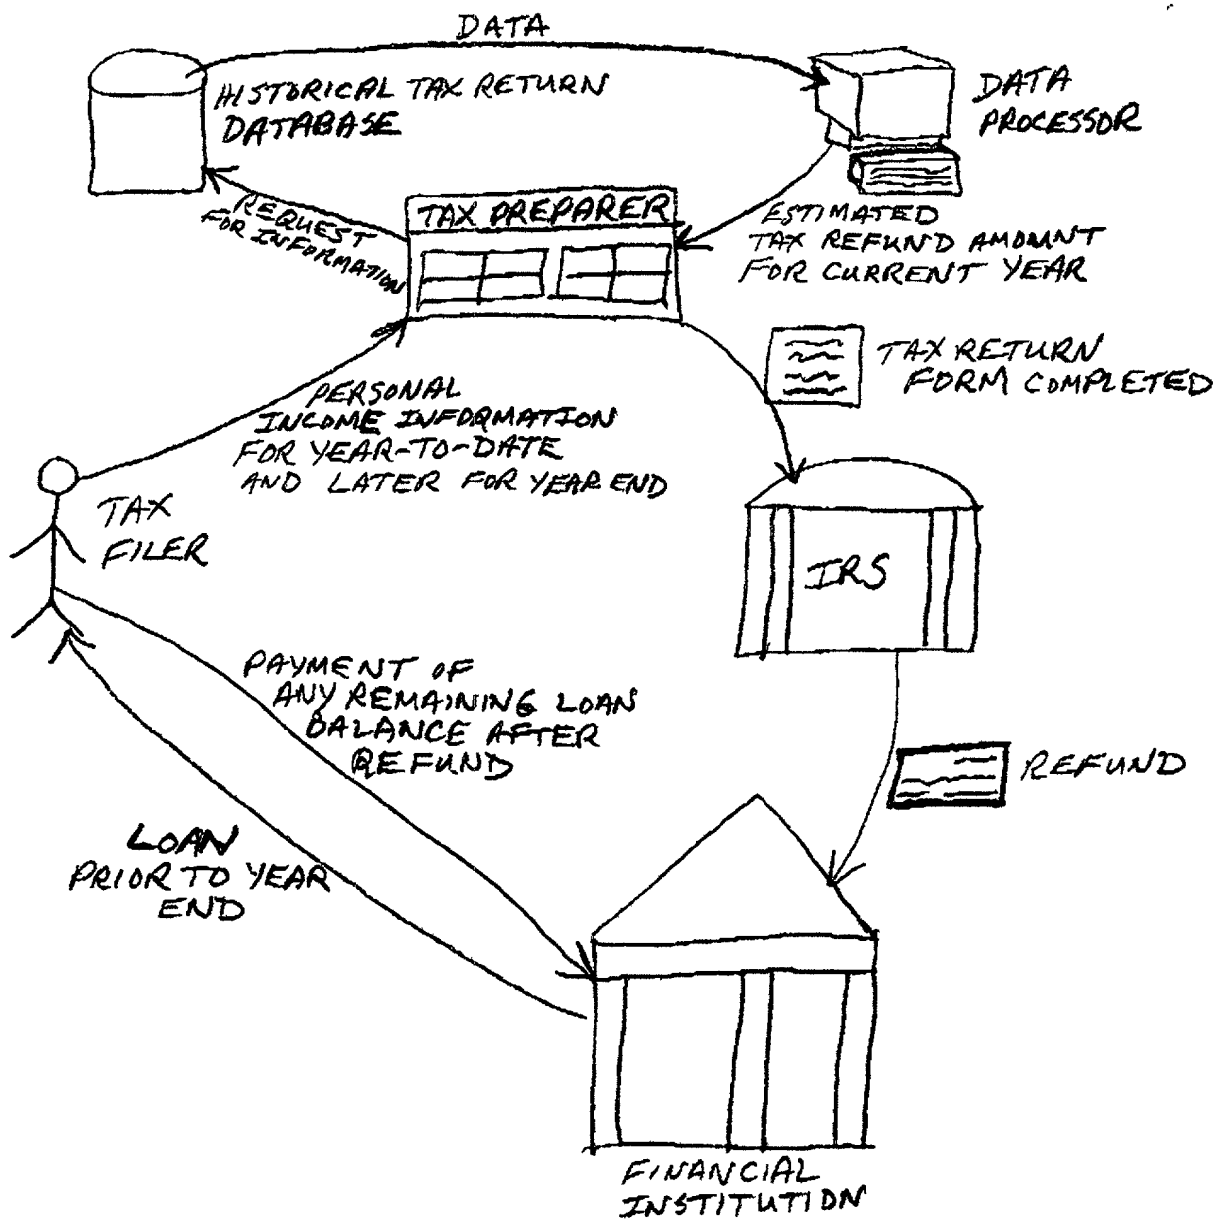 DATA
HISTORICAL TAX RETURN
DATABASE
DATA
PROCESSOR
REQUEST
FOR INFORMATION
TAX PREPARER
ESTIMATED
TAX REFUND AMOUNT
FOR CURRENT YEAR
TAX RETURN
FORM COMPLETED
PERSONAL
INCOME INFORMATION
FOR YEAR-TO-DATE
AND LATER FOR YEAR END
TAX
FILER
IRS
PAYMENT OF
ANY REMAINING LOAN
BALANCE AFTER
REFUND
REFUND
LOAN
PRIOR TO YEAR
END
FINANCIAL
INSTITUTION